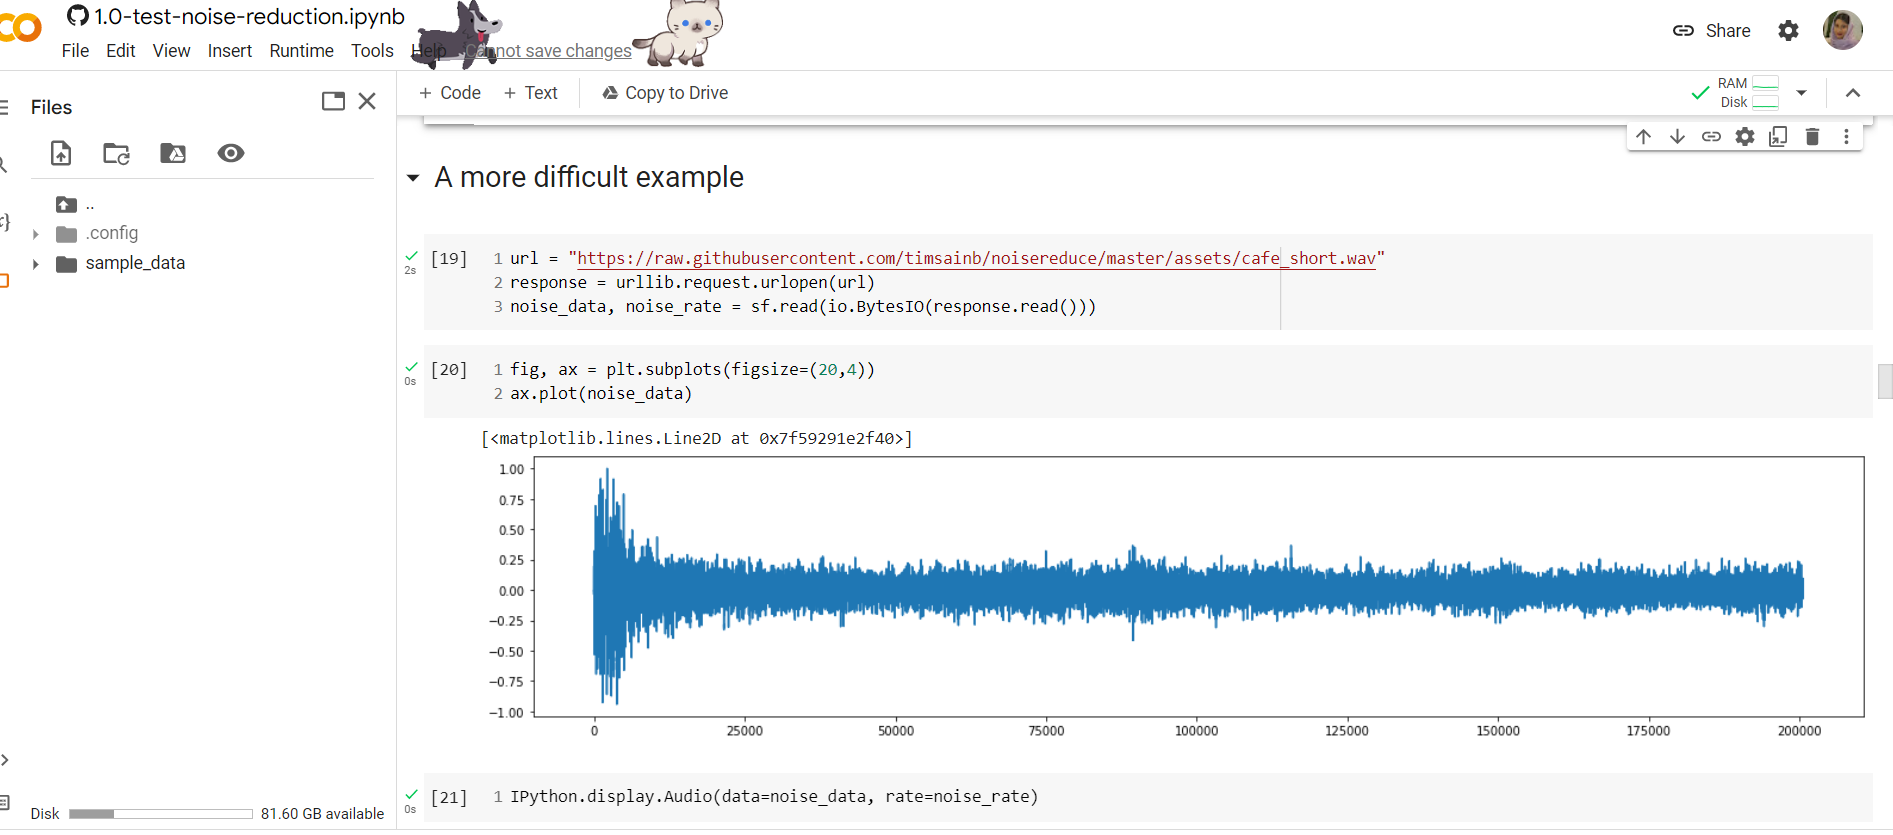 1.0-test-noise-reduction.ipynb
File Edit View Insert Runtime Tools Help Cannot save changes
Share
Files
+ Code + Text Copy to Drive
RAM
Disk
..
.config
sample_data
A more difficult example
2s
[19]
1 url = "https://raw.githubusercontent.com/timsainb/noisereduce/master/assets/cafe_short.wav"
2 response = urllib.request.urlopen(url)
3 noise_data, noise_rate = sf.read(io.BytesIO(response.read()))
0s
[20]
1 fig, ax = plt.subplots(figsize=(20,4))
2 ax.plot(noise_data)
[<matplotlib.lines.Line2D at 0x7f59291e2f40>]
1.00
0.75
0.50
0.25
0.00
−0.25
−0.50
−0.75
−1.00
0 25000 50000 75000 100000 125000 150000 175000 200000
0s
[21]
1 IPython.display.Audio(data=noise_data, rate=noise_rate)
Disk 81.60 GB available